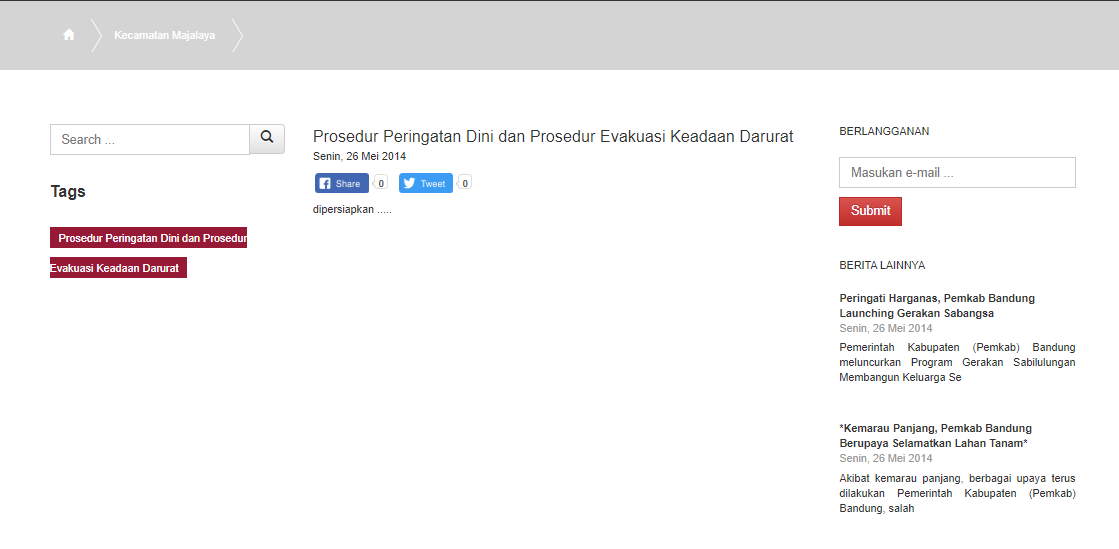 Kecamatan Majalaya
Search ...
Tags
Prosedur Peringatan Dini dan Prosedur
Evakuasi Keadaan Darurat
Prosedur Peringatan Dini dan Prosedur Evakuasi Keadaan Darurat
Senin, 26 Mei 2014
Share 0 Tweet 0
dipersiapkan .....
BERLANGGANAN
Masukan e-mail ...
Submit
BERITA LAINNYA
Peringati Harganas, Pemkab Bandung
Launching Gerakan Sabangsa
Senin, 26 Mei 2014
Pemerintah Kabupaten (Pemkab) Bandung
meluncurkan Program Gerakan Sabilulungan
Membangun Keluarga Se
*Kemarau Panjang, Pemkab Bandung
Berupaya Selamatkan Lahan Tanam*
Senin, 26 Mei 2014
Akibat kemarau panjang, berbagai upaya terus
dilakukan Pemerintah Kabupaten (Pemkab)
Bandung, salah